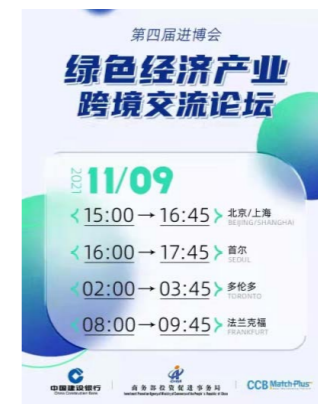 第四届进博会
绿色经济产业
跨境交流论坛
2021
11/09
15:00→16:45 北京/上海
BEIJING/SHANGHAI
16:00→17:45 首尔
SEOUL
02:00→03:45 多伦多
TORONTO
08:00→09:45 法兰克福
FRANKFURT
中国建设银行
China Construction Bank
商务部投资促进事务局
CCB Match Plus